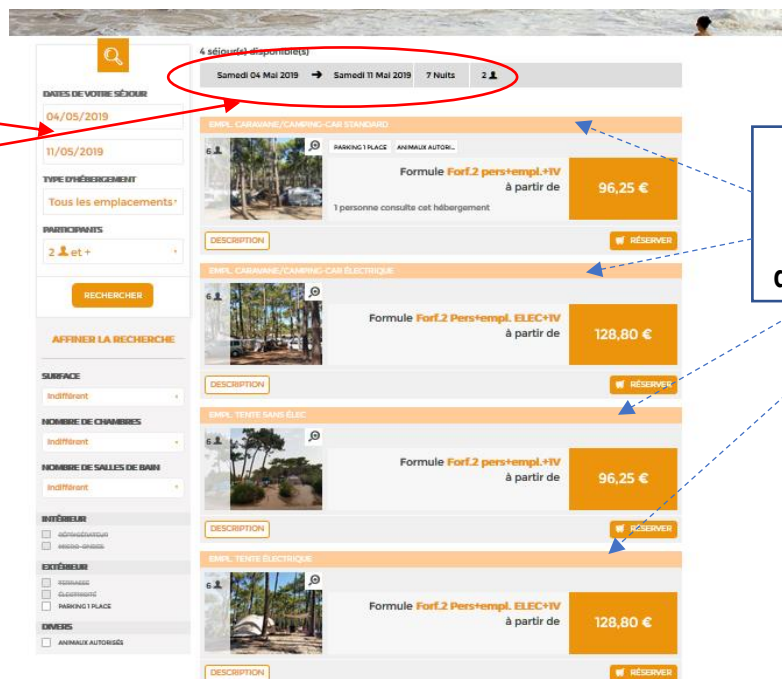 4 séjour(s) disponible(s)
Samedi 04 Mai 2019 → Samedi 11 Mai 2019 7 Nuits 2
DATES DE VOTRE SÉJOUR
04/05/2019
11/05/2019
TYPE D'HÉBERGEMENT
Tous les emplacements
PARTICIPANTS
2 et +
RECHERCHER
AFFINER LA RECHERCHE
SURFACE
Indifférent
NOMBRE DE CHAMBRES
Indifférent
NOMBRE DE SALLES DE BAIN
Indifférent
INTÉRIEUR
RÉFRIGÉRATEUR
MICRO-ONDES
EXTÉRIEUR
TERRASSE
ÉLECTRICITÉ
PARKING 1 PLACE
DIVERS
ANIMAUX AUTORISÉS
EMPL. CARAVANE/CAMPING-CAR STANDARD
6
PARKING 1 PLACE ANIMAUX AUTORI...
Formule Forf.2 pers+empl.+1V
à partir de
1 personne consulte cet hébergement
96,25 €
DESCRIPTION
RÉSERVER
EMPL. CARAVANE/CAMPING-CAR ÉLECTRIQUE
6
Formule Forf.2 Pers+empl. ELEC+1V
à partir de
128,80 €
DESCRIPTION
RÉSERVER
EMPL. TENTE SANS ÉLEC
6
Formule Forf.2 pers+empl.+1V
à partir de
96,25 €
DESCRIPTION
RÉSERVER
EMPL. TENTE ÉLECTRIQUE
6
Formule Forf.2 Pers+empl. ELEC+1V
à partir de
128,80 €
DESCRIPTION
RÉSERVER